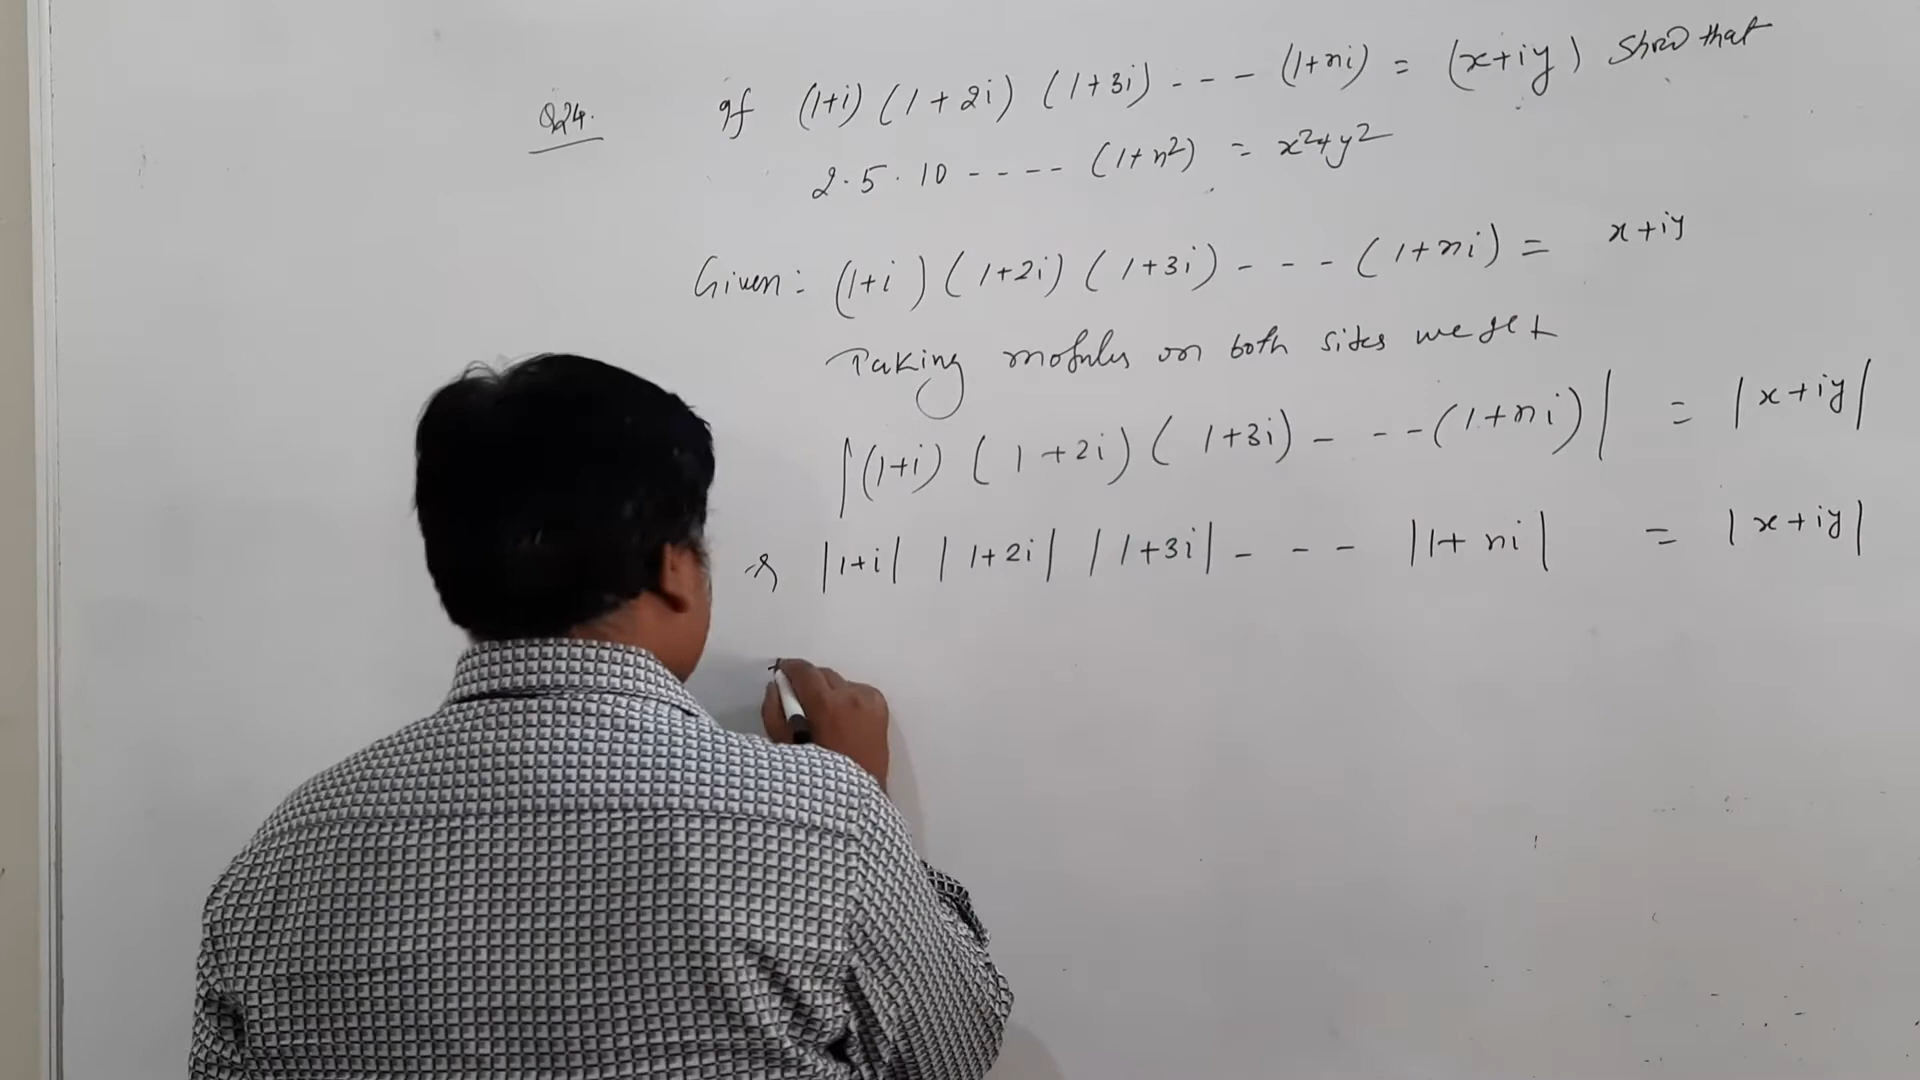 Q24. If (1+i) (1+2i) (1+3i) --- (1+ni) = (x+iy) Show that
2.5.10 ---- (1+n²) = x²+y²
Given: (1+i) (1+2i) (1+3i) --- (1+ni) = x+iy
Taking modulus on both sides we get
|(1+i) (1+2i) (1+3i) --- (1+ni)| = |x+iy|
⇒ |1+i| |1+2i| |1+3i| --- |1+ni| = |x+iy|